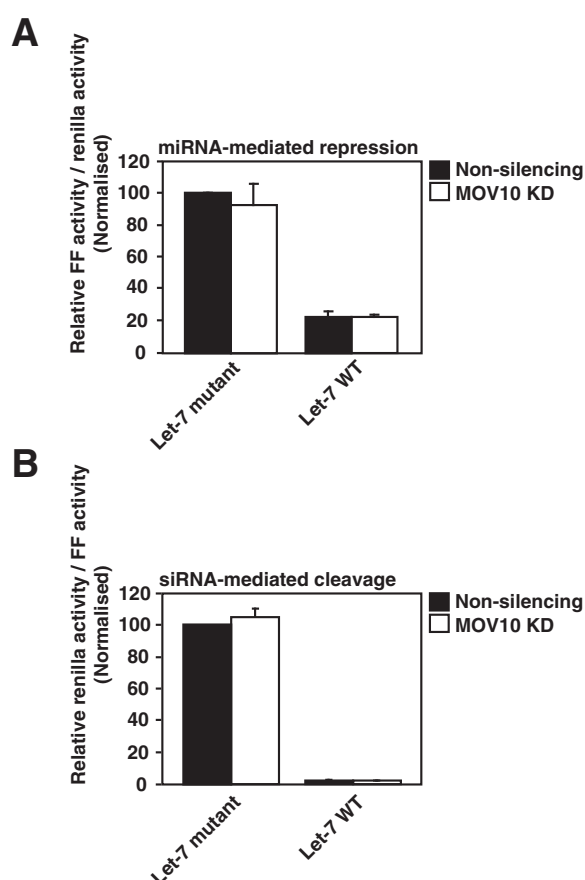 A
miRNA-mediated repression
Relative FF activity / renilla activity
(Normalised)
120
100
80
60
40
20
0
Non-silencing
MOV10 KD
Let-7 mutant
Let-7 WT
B
siRNA-mediated cleavage
Relative renilla activity / FF activity
(Normalised)
120
100
80
60
40
20
0
Non-silencing
MOV10 KD
Let-7 mutant
Let-7 WT